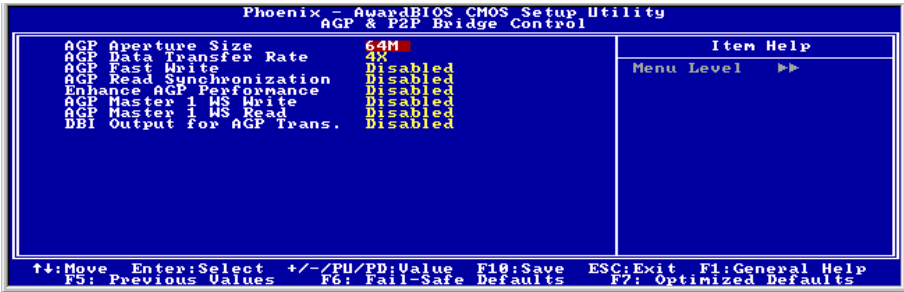 Phoenix - AwardBIOS CMOS Setup Utility
AGP & P2P Bridge Control
AGP Aperture Size 64M
AGP Data Transfer Rate 4X
AGP Fast Write Disabled
AGP Read Synchronization Disabled
Enhance AGP Performance Disabled
AGP Master 1 WS Write Disabled
AGP Master 1 WS Read Disabled
DBI Output for AGP Trans. Disabled
Item Help
Menu Level ▶▶
↑↓:Move Enter:Select +/-/PU/PD:Value F10:Save ESC:Exit F1:General Help
F5: Previous Values F6: Fail-Safe Defaults F7: Optimized Defaults